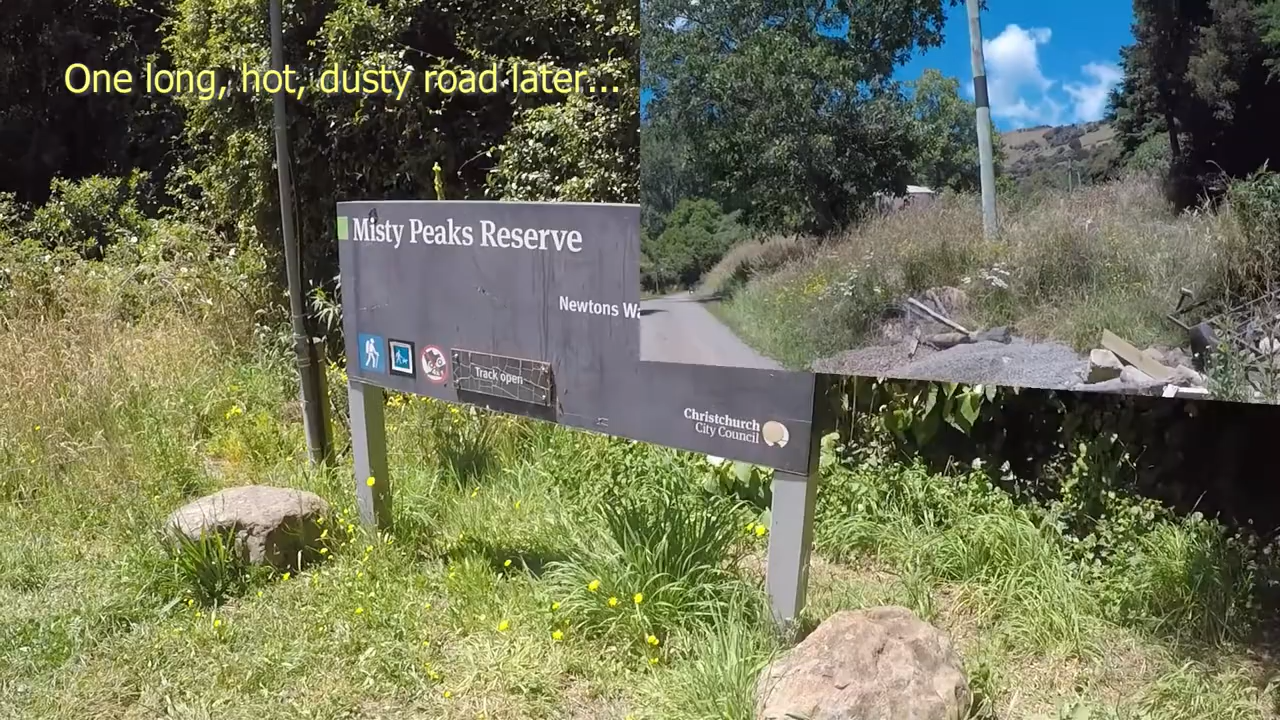 One long, hot, dusty road later...
Misty Peaks Reserve
Newtons
Track open
Christchurch
City Council